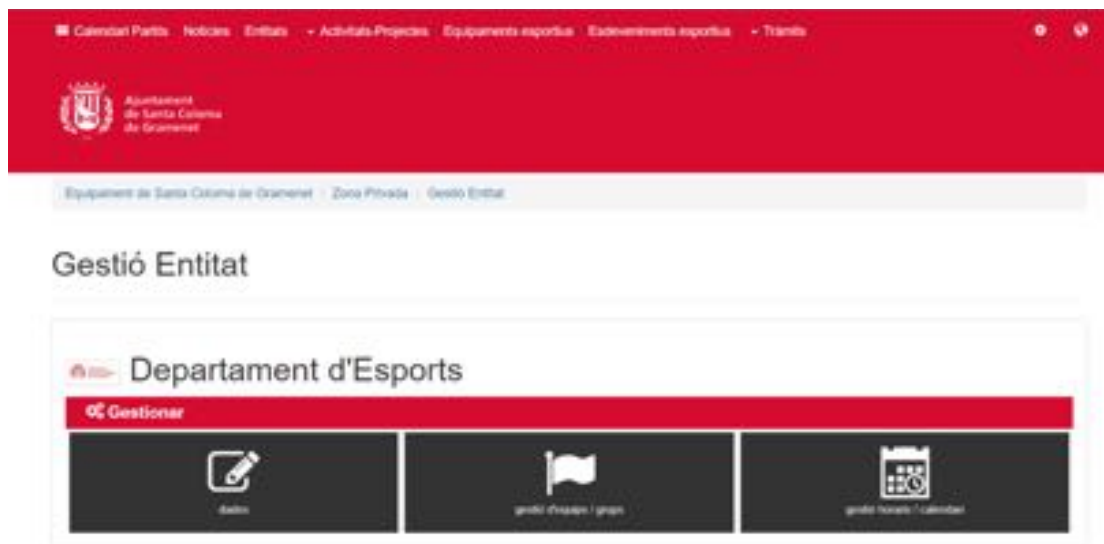 Calendari Partits Notícies Entitats Activitats-Projectes Equipaments esportius Esdeveniments esportius Tràmits
Ajuntament
de Santa Coloma
de Gramenet
Equipament de Santa Coloma de Gramenet / Zona Privada / Gestió Entitat
Gestió Entitat
Departament d'Esports
Gestionar
dades
gestió d'equips / grups
gestió horaris / calendari